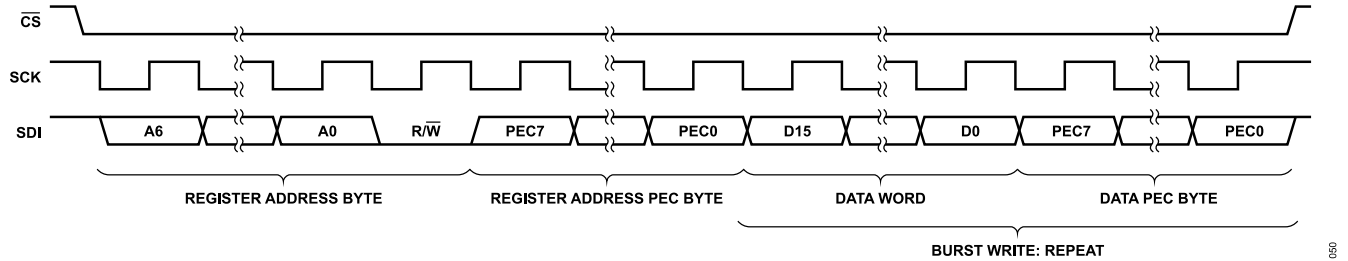 CS
SCK
SDI A6 A0 R/W PEC7 PEC0 D15 D0 PEC7 PEC0
REGISTER ADDRESS BYTE REGISTER ADDRESS PEC BYTE DATA WORD DATA PEC BYTE
BURST WRITE: REPEAT
050